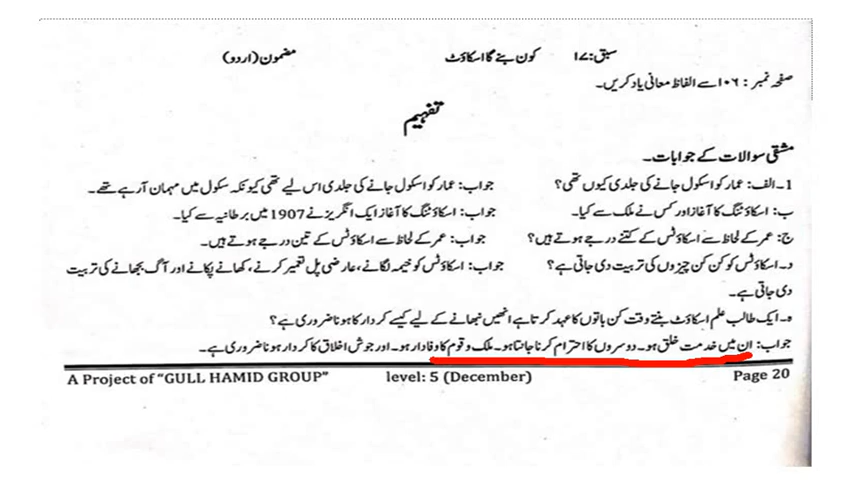 سبق:۱۷ کون بنے گا اسکاؤٹ مضمون (اردو)
صفحہ نمبر : ۱۰۶ سے الفاظ معانی یاد کریں۔
تفہیم
مشقی سوالات کے جوابات۔
1۔الف: عمار کو اسکول جانے کی جلدی کیوں تھی؟ جواب: عمار کو اسکول جانے کی جلدی اس لیے تھی کیونکہ سکول میں مہمان آرہے تھے۔
ب: اسکاؤٹنگ کا آغاز اور کس نے ملک سے کیا۔ جواب: اسکاؤٹنگ کا آغاز ایک انگریز نے 1907 میں برطانیہ سے کیا۔
ج: عمر کے لحاظ سے اسکاؤٹس کے کتنے درجے ہوتے ہیں؟ جواب: عمر کے لحاظ سے اسکاؤٹس کے تین درجے ہوتے ہیں۔
د۔اسکاؤٹس کو کن کن چیزوں کی تربیت دی جاتی ہے؟ جواب: اسکاؤٹس کو خیمہ لگانے، عارضی پل تعمیر کرنے، کھانے پکانے اور آگ بجھانے کی تربیت
دی جاتی ہے۔
ہ۔ایک طالب علم اسکاؤٹ بنتے وقت کن باتوں کا عہد کرتا ہے انھیں نبھانے کے لیے کیسے کردار کا ہونا ضروری ہے؟
جواب: ان میں خدمت خلق ہو۔ دوسروں کا احترام کرنا جانتا ہو۔ ملک و قوم کا وفادار ہو۔ اور جوش اخلاق کا کردار ہونا ضروری ہے۔
A Project of “GULL HAMID GROUP” level: 5 (December) Page 20